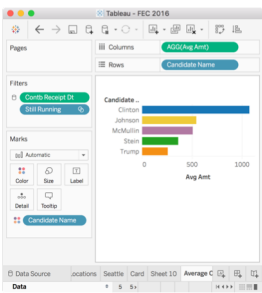 Tableau - FEC 2016
Pages
Columns
AGG(Avg Amt)
Rows
Candidate Name
Filters
Contb Receipt Dt
Still Running
Candidate ..
Clinton
Johnson
McMullin
Stein
Trump
0 500 1000
Avg Amt
Marks
Automatic
Color Size Label
Detail Tooltip
Candidate Name
Data Source ocations Seattle Card Sheet 10 Average C
Data